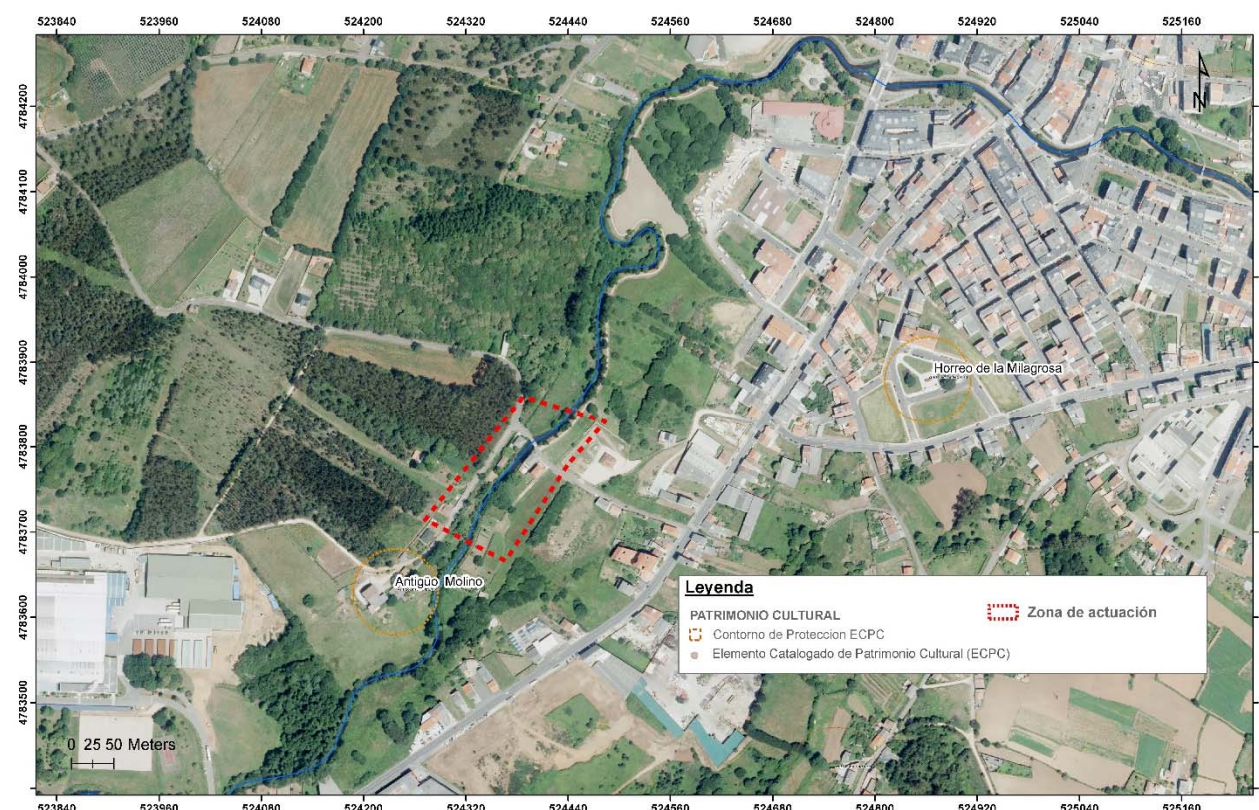 523840 523960 524080 524200 524320 524440 524560 524680 524800 524920 525040 525160
N
4784200
4784100
4784000
4783900
4783800
4783700
4783600
4783500
Horreo de la Milagrosa
Antigüo Molino
Leyenda
PATRIMONIO CULTURAL
Zona de actuación
Contorno de Proteccion ECPC
Elemento Catalogado de Patrimonio Cultural (ECPC)
0 25 50 Meters
523840 523960 524080 524200 524320 524440 524560 524680 524800 524920 525040 525160